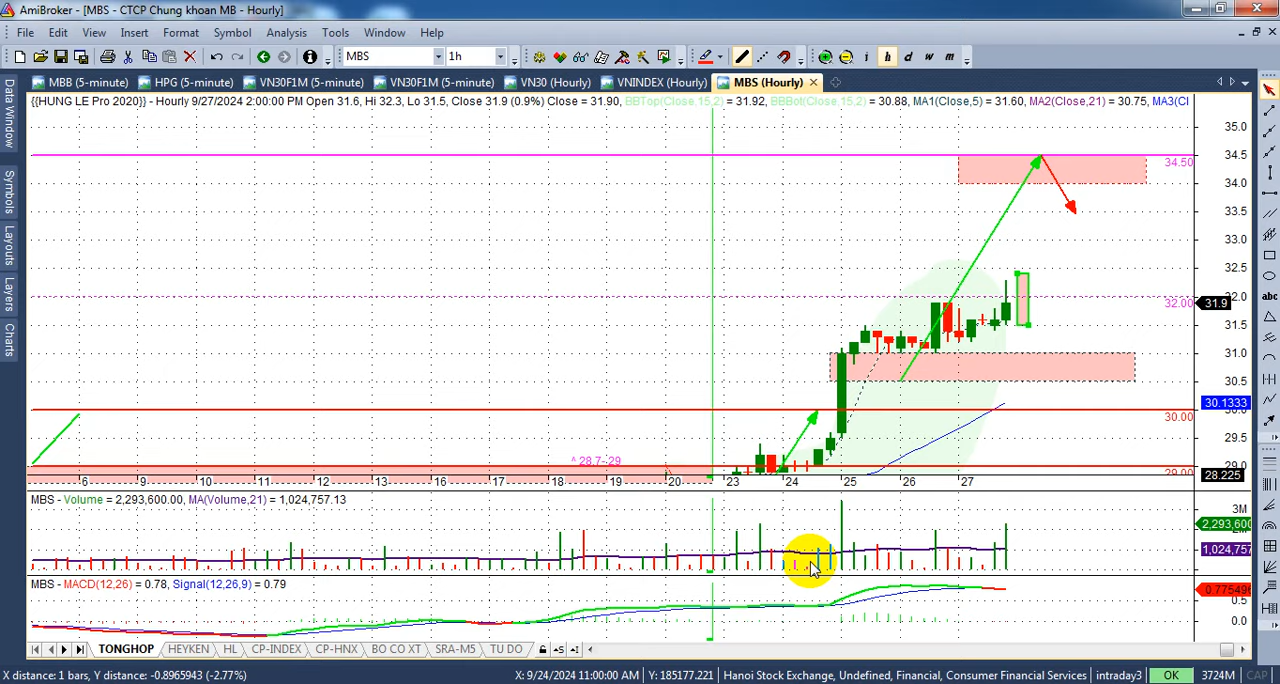 AmiBroker - [MBS - CTCP Chung khoan MB - Hourly]
File Edit View Insert Format Symbol Analysis Tools Window Help
MBS 1h i h d w m
MBB (5-minute) HPG (5-minute) VN30F1M (5-minute) VN30F1M (5-minute) VN30 (Hourly) VNINDEX (Hourly) MBS (Hourly)
{{HUNG LE Pro 2020}} - Hourly 9/27/2024 2:00:00 PM Open 31.6, Hi 32.3, Lo 31.5, Close 31.9 (0.9%) Close = 31.90, BBTop(Close,15,2) = 31.92, BBBot(Close,15,2) = 30.88, MA1(Close,5) = 31.60, MA2(Close,21) = 30.75, MA3(Cl
Data Window
Symbols
Layouts
Layers
Charts
abc
35.0
34.5
34.50
34.0
33.5
33.0
32.5
32.00
31.9
31.5
31.0
30.5
30.1333
30.00
29.5
^ 28.7-29
29.0
29.00
28.225
6 9 10 11 12 13 16 17 18 19 20 23 24 25 26 27
MBS - Volume = 2,293,600.00, MA(Volume,21) = 1,024,757.13
3M
2,293,600
1,024,757
MBS - MACD(12,26) = 0.78, Signal(12,26,9) = 0.79
0.5
0.0
TONGHOP HEYKEN HL CP-INDEX CP-HNX BO CO XT SRA-M5 TU DO
X distance: 1 bars, Y distance: -0.8965943 (-2.77%) X: 9/24/2024 11:00:00 AM Y: 185177.221 Hanoi Stock Exchange, Undefined, Financial, Consumer Financial Services intraday3 OK 3724M CAP